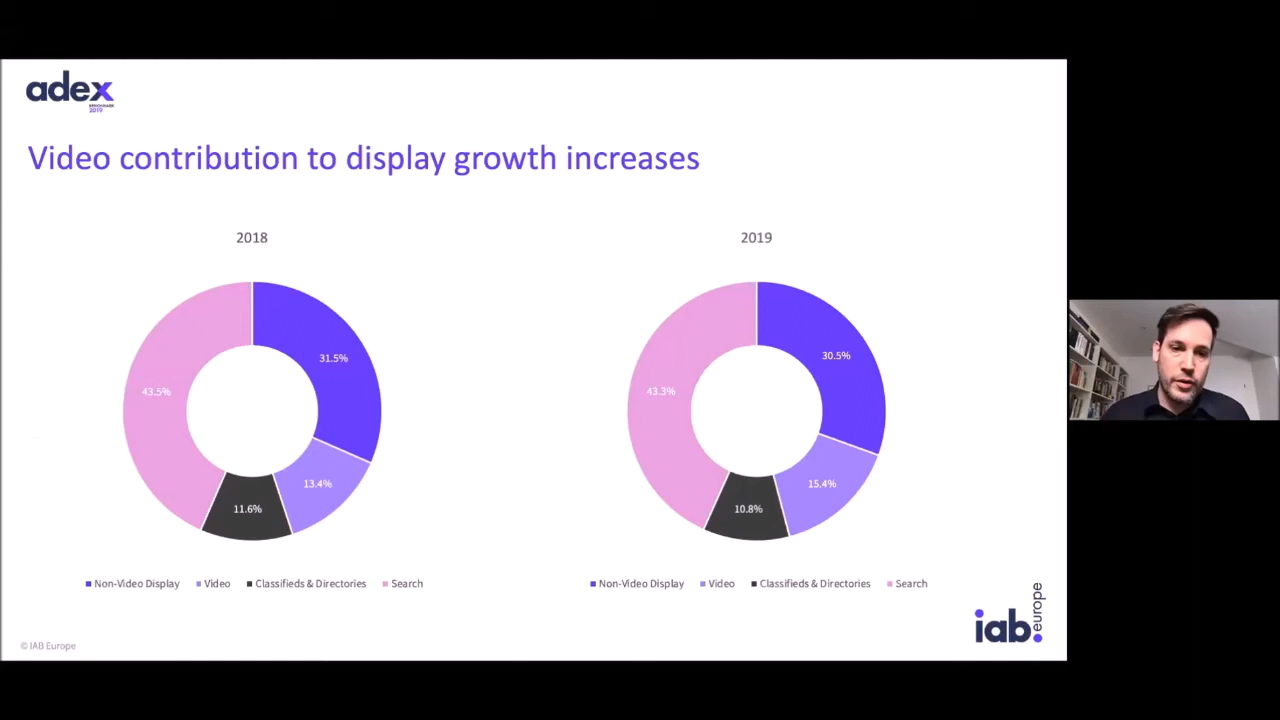 adex
BENCHMARK
2019
Video contribution to display growth increases
2018
2019
31.5%
13.4%
11.6%
43.5%
30.5%
15.4%
10.8%
43.3%
Non-Video Display Video Classifieds & Directories Search
Non-Video Display Video Classifieds & Directories Search
iab.
europe
© IAB Europe